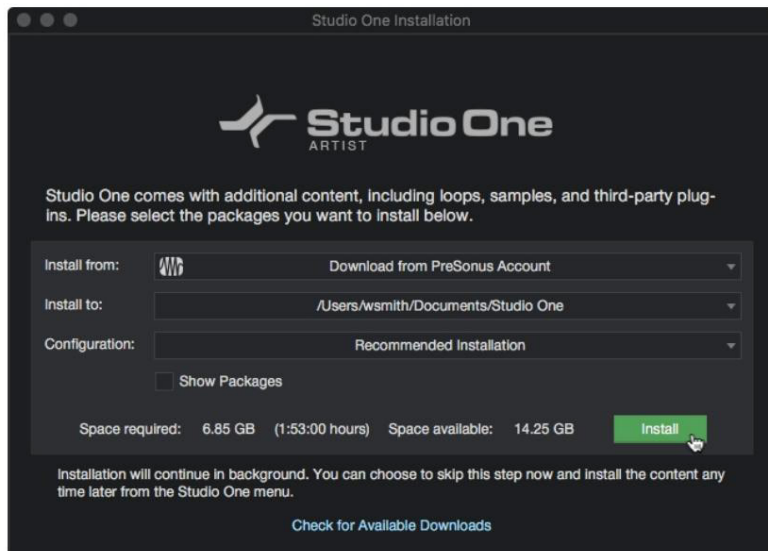 Studio One Installation
Studio One
ARTIST
Studio One comes with additional content, including loops, samples, and third-party plug-
ins. Please select the packages you want to install below.
Install from: Download from PreSonus Account
Install to: /Users/wsmith/Documents/Studio One
Configuration: Recommended Installation
Show Packages
Space required: 6.85 GB (1:53:00 hours) Space available: 14.25 GB Install
Installation will continue in background. You can choose to skip this step now and install the content any
time later from the Studio One menu.
Check for Available Downloads